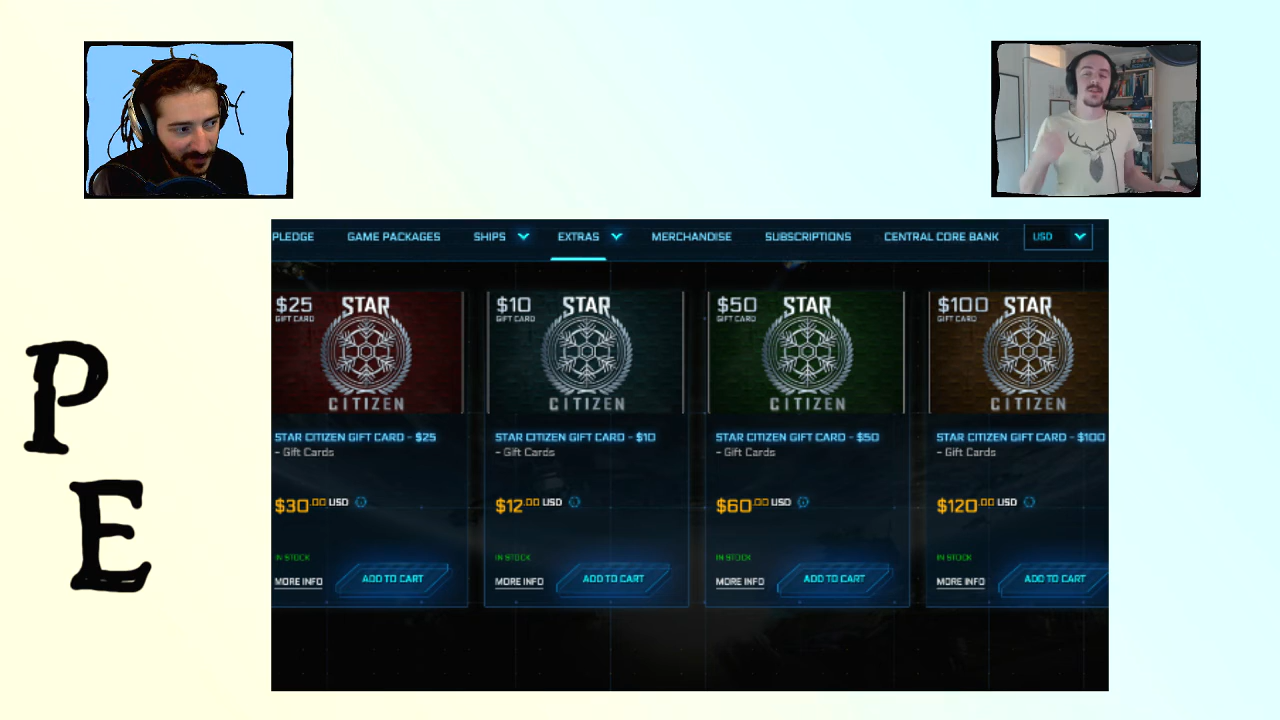 PLEDGE GAME PACKAGES SHIPS EXTRAS MERCHANDISE SUBSCRIPTIONS CENTRAL CORE BANK USD
$25 GIFT CARD STAR CITIZEN
$10 GIFT CARD STAR CITIZEN
$50 GIFT CARD STAR CITIZEN
$100 GIFT CARD STAR CITIZEN
STAR CITIZEN GIFT CARD - $25
- Gift Cards
$30.00 USD
IN STOCK
MORE INFO ADD TO CART
STAR CITIZEN GIFT CARD - $10
- Gift Cards
$12.00 USD
IN STOCK
MORE INFO ADD TO CART
STAR CITIZEN GIFT CARD - $50
- Gift Cards
$60.00 USD
IN STOCK
MORE INFO ADD TO CART
STAR CITIZEN GIFT CARD - $100
- Gift Cards
$120.00 USD
IN STOCK
MORE INFO ADD TO CART
P
E